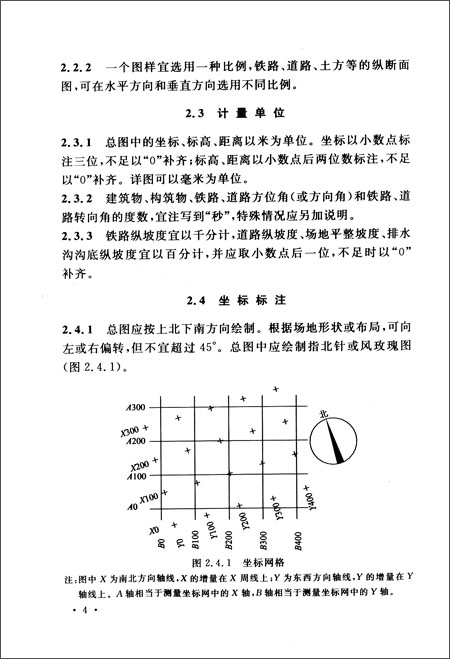 2.2.2 一个图样宜选用一种比例,铁路、道路、土方等的纵断面
图,可在水平方向和垂直方向选用不同比例。
2.3 计量单位
2.3.1 总图中的坐标、标高、距离以米为单位。坐标以小数点标
注三位,不足以“0”补齐;标高、距离以小数点后两位数标注,不足
以“0”补齐。详图可以毫米为单位。
2.3.2 建筑物、构筑物、铁路、道路方位角(或方向角)和铁路、道
路转向角的度数,宜注写到“秒”,特殊情况应另加说明。
2.3.3 铁路纵坡度宜以千分计,道路纵坡度、场地平整坡度、排水
沟沟底纵坡度宜以百分计,并应取小数点后一位,不足时以“0”
补齐。
2.4 坐标标注
2.4.1 总图应按上北下南方向绘制。根据场地形状或布局,可向
左或右偏转,但不宜超过 45°。总图中应绘制指北针或风玫瑰图
(图 2.4.1)。
A300
X300
A200
X200
A100
X100
A0
X0
B0
Y0
B100
Y100
B200
Y200
B300
Y300
B400
Y400
北
图 2.4.1 坐标网格
注:图中 X 为南北方向轴线,X 的增量在 X 周线上;Y 为东西方向轴线,Y 的增量在 Y
轴线上。A 轴相当于测量坐标网中的 X 轴,B 轴相当于测量坐标网中的 Y 轴。
· 4 ·